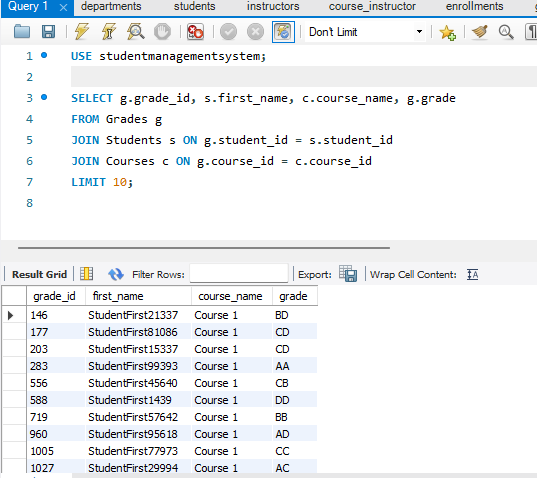 Query 1 departments students instructors course_instructor enrollments
Don't Limit
1 USE studentmanagementsystem;
2
3 SELECT g.grade_id, s.first_name, c.course_name, g.grade
4 FROM Grades g
5 JOIN Students s ON g.student_id = s.student_id
6 JOIN Courses c ON g.course_id = c.course_id
7 LIMIT 10;
8
Result Grid Filter Rows: Export: Wrap Cell Content:
grade_id first_name course_name grade
146 StudentFirst21337 Course 1 BD
177 StudentFirst81086 Course 1 CD
203 StudentFirst15337 Course 1 CD
283 StudentFirst99393 Course 1 AA
556 StudentFirst45640 Course 1 CB
588 StudentFirst1439 Course 1 DD
719 StudentFirst57642 Course 1 BB
960 StudentFirst95618 Course 1 AD
1005 StudentFirst77973 Course 1 CC
1027 StudentFirst29994 Course 1 AC